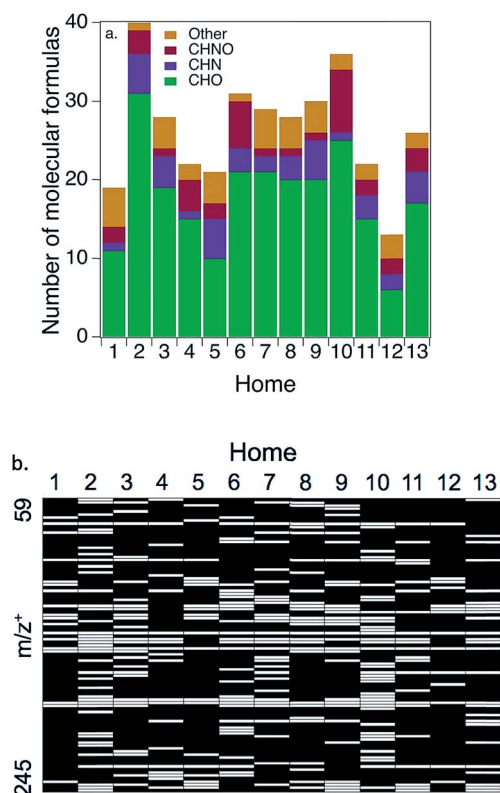 a.
Other
CHNO
CHN
CHO
40
30
20
10
0
Number of molecular formulas
1 2 3 4 5 6 7 8 9 10 11 12 13
Home
b.
Home
1 2 3 4 5 6 7 8 9 10 11 12 13
59
m/z+
245